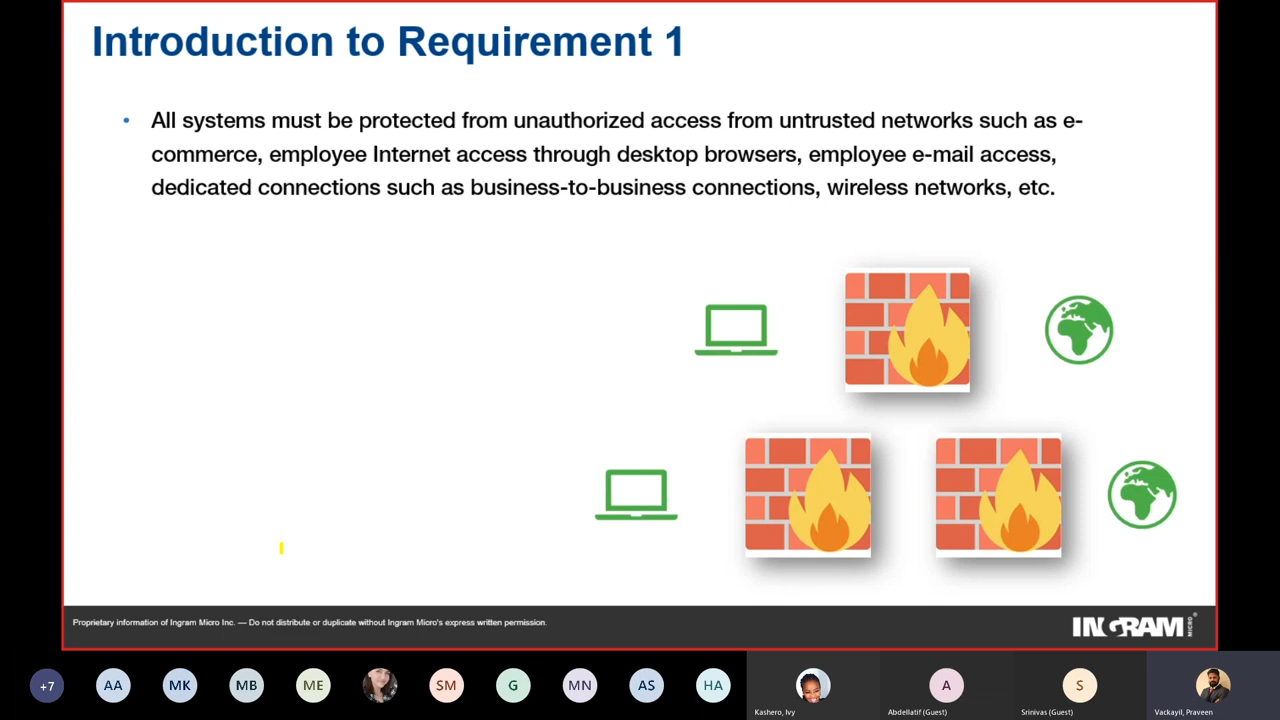 Introduction to Requirement 1
• All systems must be protected from unauthorized access from untrusted networks such as e-
commerce, employee Internet access through desktop browsers, employee e-mail access,
dedicated connections such as business-to-business connections, wireless networks, etc.
Proprietary information of Ingram Micro Inc. — Do not distribute or duplicate without Ingram Micro's express written permission.
INGRAM MICRO®
+7 AA MK MB ME SM G MN AS HA A S
Kashero, Ivy Abdellatif (Guest) Srinivas (Guest) Vackayil, Praveen